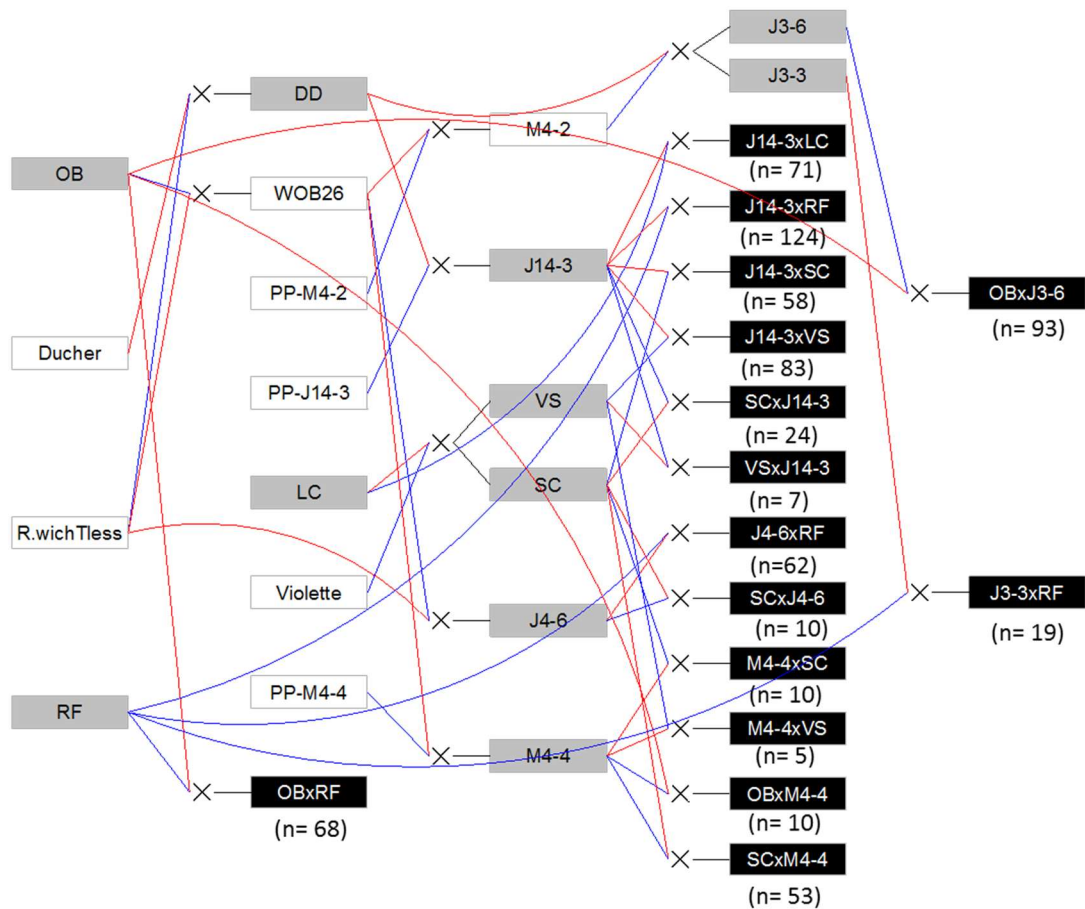 OB
Ducher
R.wichTless
RF
DD
WOB26
PP-M4-2
PP-J14-3
LC
Violette
PP-M4-4
OBxRF
(n= 68)
M4-2
J14-3
VS
SC
J4-6
M4-4
J3-6
J3-3
J14-3xLC
(n= 71)
J14-3xRF
(n= 124)
J14-3xSC
(n= 58)
J14-3xVS
(n= 83)
SCxJ14-3
(n= 24)
VSxJ14-3
(n= 7)
J4-6xRF
(n=62)
SCxJ4-6
(n= 10)
M4-4xSC
(n= 10)
M4-4xVS
(n= 5)
OBxM4-4
(n= 10)
SCxM4-4
(n= 53)
OBxJ3-6
(n= 93)
J3-3xRF
(n= 19)